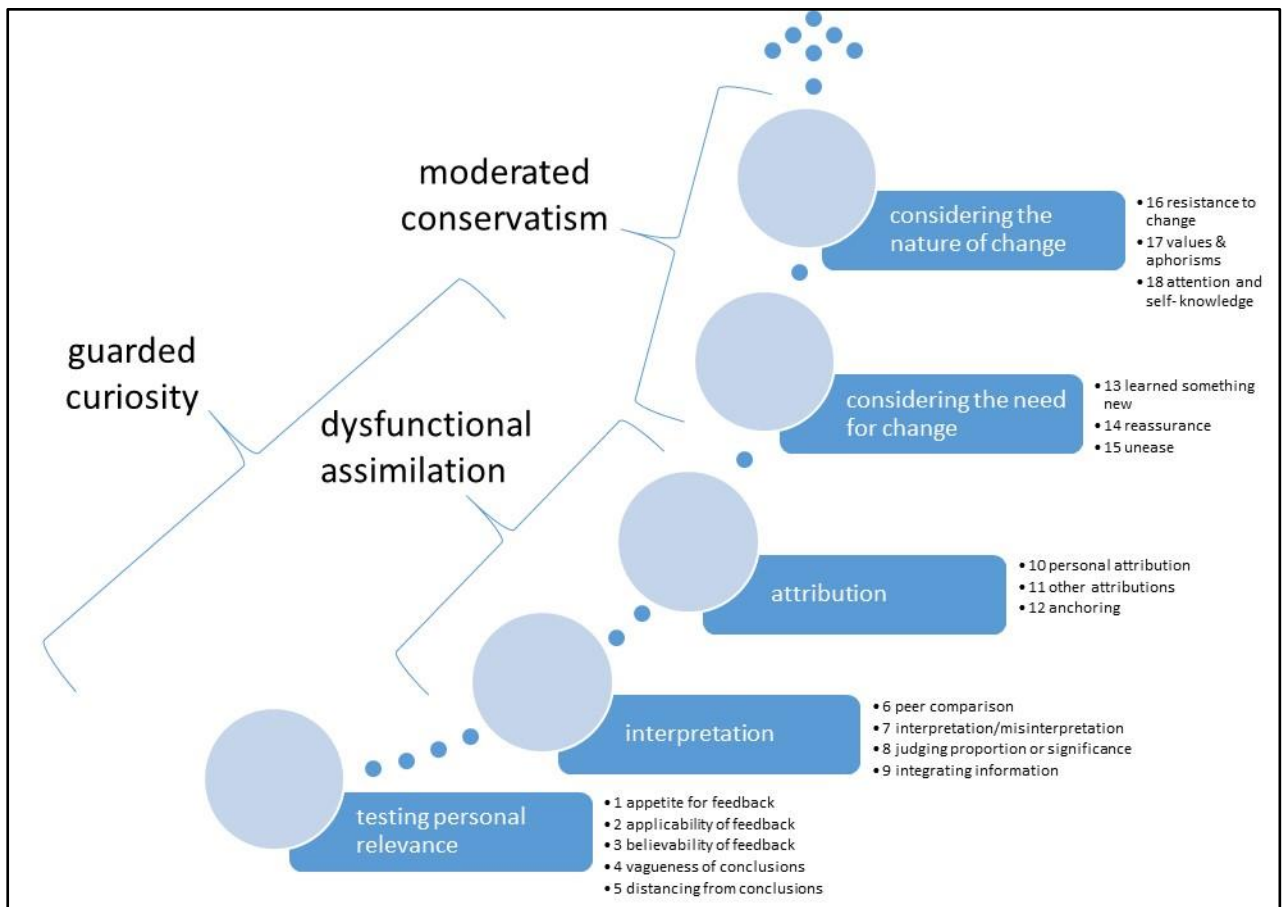 moderated
conservatism
considering the
nature of change
• 16 resistance to
change
• 17 values &
aphorisms
• 18 attention and
self- knowledge
guarded
curiosity
dysfunctional
assimilation
considering the need
for change
• 13 learned something
new
• 14 reassurance
• 15 unease
attribution
• 10 personal attribution
• 11 other attributions
• 12 anchoring
interpretation
• 6 peer comparison
• 7 interpretation/misinterpretation
• 8 judging proportion or significance
• 9 integrating information
testing personal
relevance
• 1 appetite for feedback
• 2 applicability of feedback
• 3 believability of feedback
• 4 vagueness of conclusions
• 5 distancing from conclusions